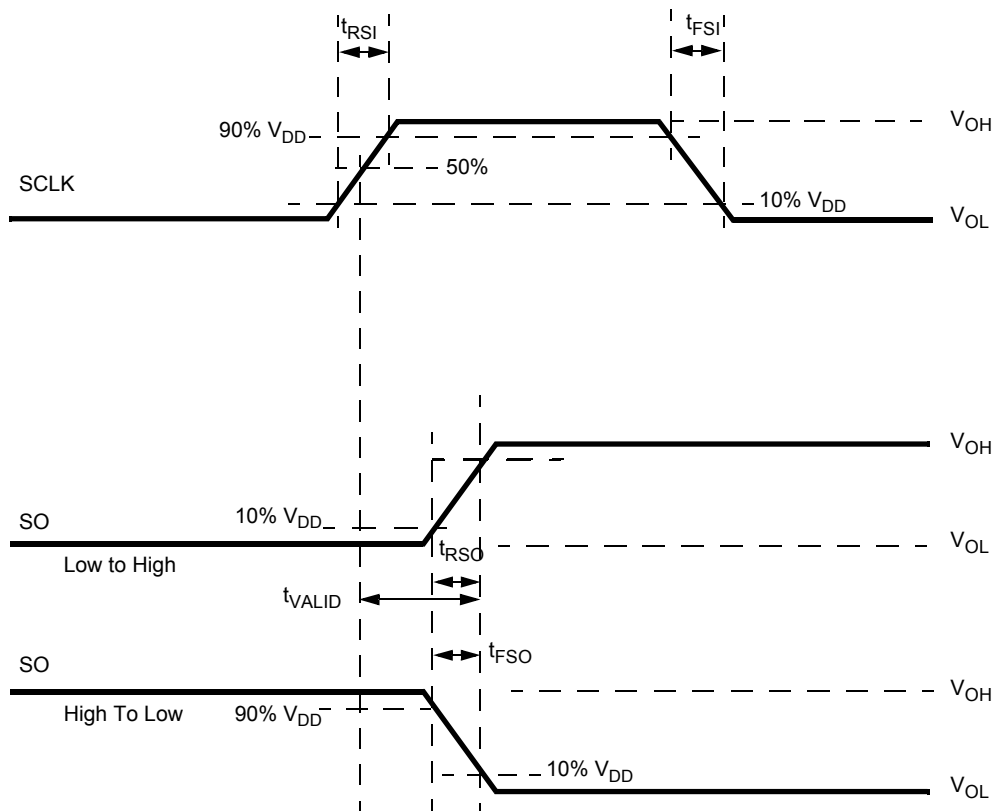 tRSI
tFSI
90% VDD
VOH
50%
SCLK
10% VDD
VOL
VOH
SO
10% VDD
Low to High
tRSO
VOL
tVALID
tFSO
SO
VOH
High To Low
90% VDD
10% VDD
VOL